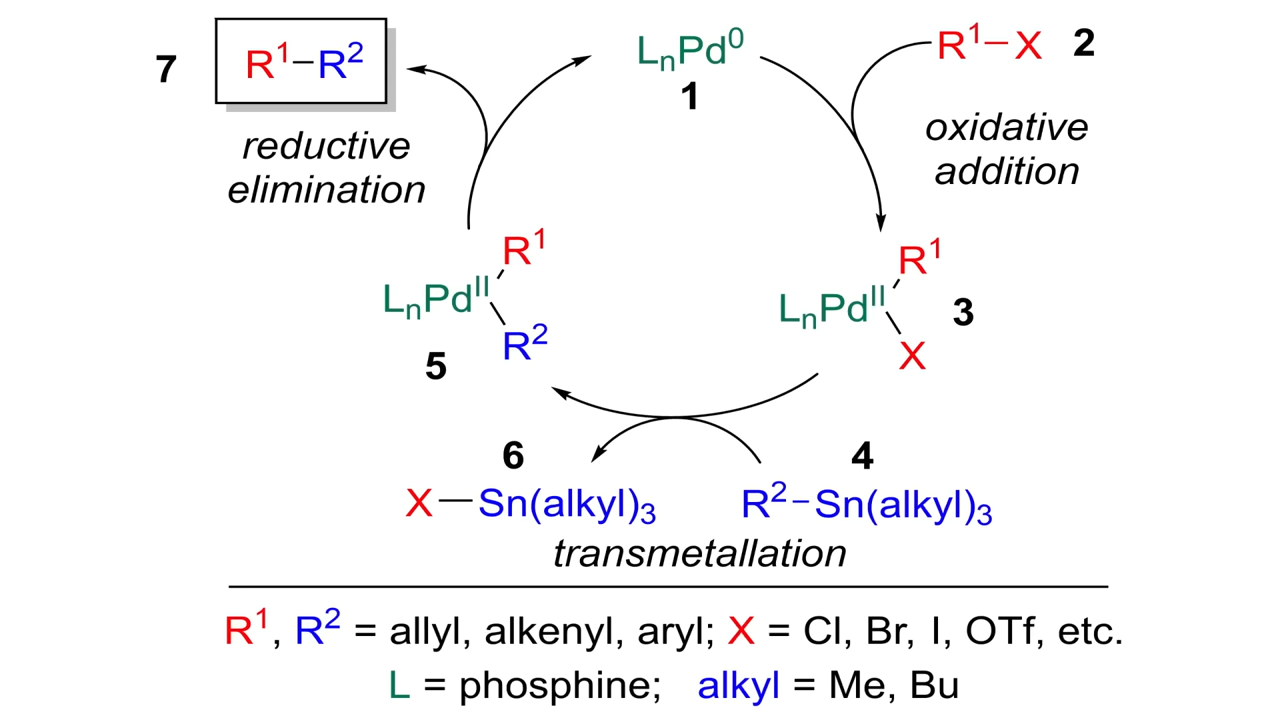 7 R¹–R² LₙPd⁰ R¹–X 2
1
reductive
elimination
oxidative
addition
LₙPdᴵᴵ R¹ R²
5
LₙPdᴵᴵ R¹ X
3
6 4
X—Sn(alkyl)₃ R²–Sn(alkyl)₃
transmetallation
R¹, R² = allyl, alkenyl, aryl; X = Cl, Br, I, OTf, etc.
L = phosphine; alkyl = Me, Bu